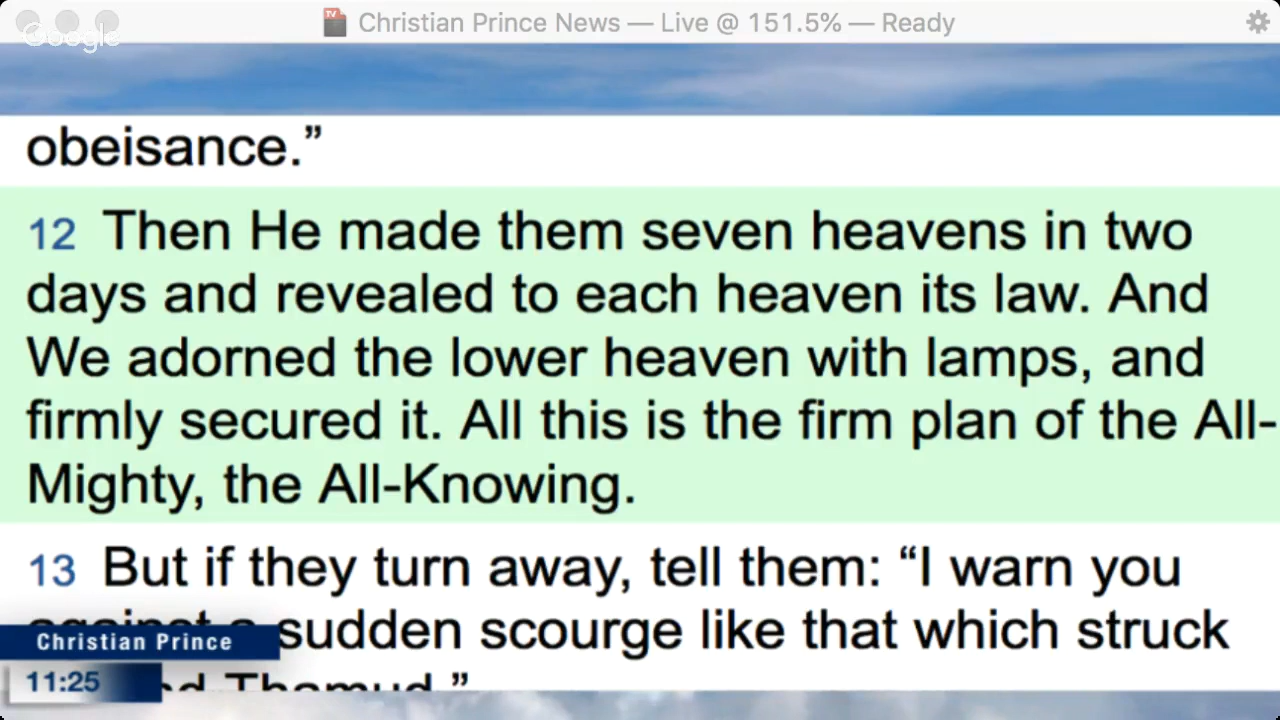 Christian Prince News — Live @ 151.5% — Ready
Google
obeisance.”
12 Then He made them seven heavens in two
days and revealed to each heaven its law. And
We adorned the lower heaven with lamps, and
firmly secured it. All this is the firm plan of the All-
Mighty, the All-Knowing.
13 But if they turn away, tell them: “I warn you
against a sudden scourge like that which struck
Thamud.”
Christian Prince
11:25